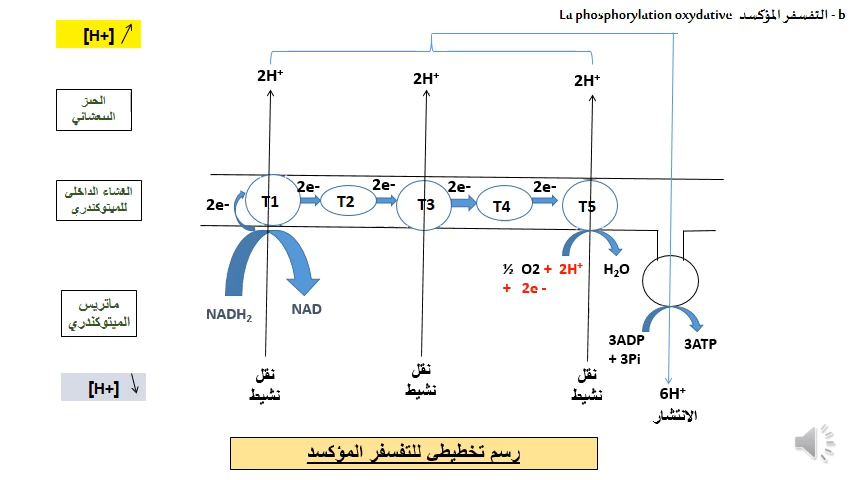 b - التفسفر المؤكسد La phosphorylation oxydative
[H+]
2H⁺ 2H⁺ 2H⁺
الحيز
البيغشائي
الغشاء الداخلي
للميتوكندري
2e- T1 2e- T2 2e- T3 2e- T4 2e- T5
½ O2 + 2H⁺
+ 2e -
H₂O
NADH₂ NAD
ماتريس
الميتوكندري
3ADP
+ 3Pi
3ATP
[H+]
نقل
نشيط
نقل
نشيط
نقل
نشيط
6H⁺
الانتشار
رسم تخطيطي للتفسفر المؤكسد